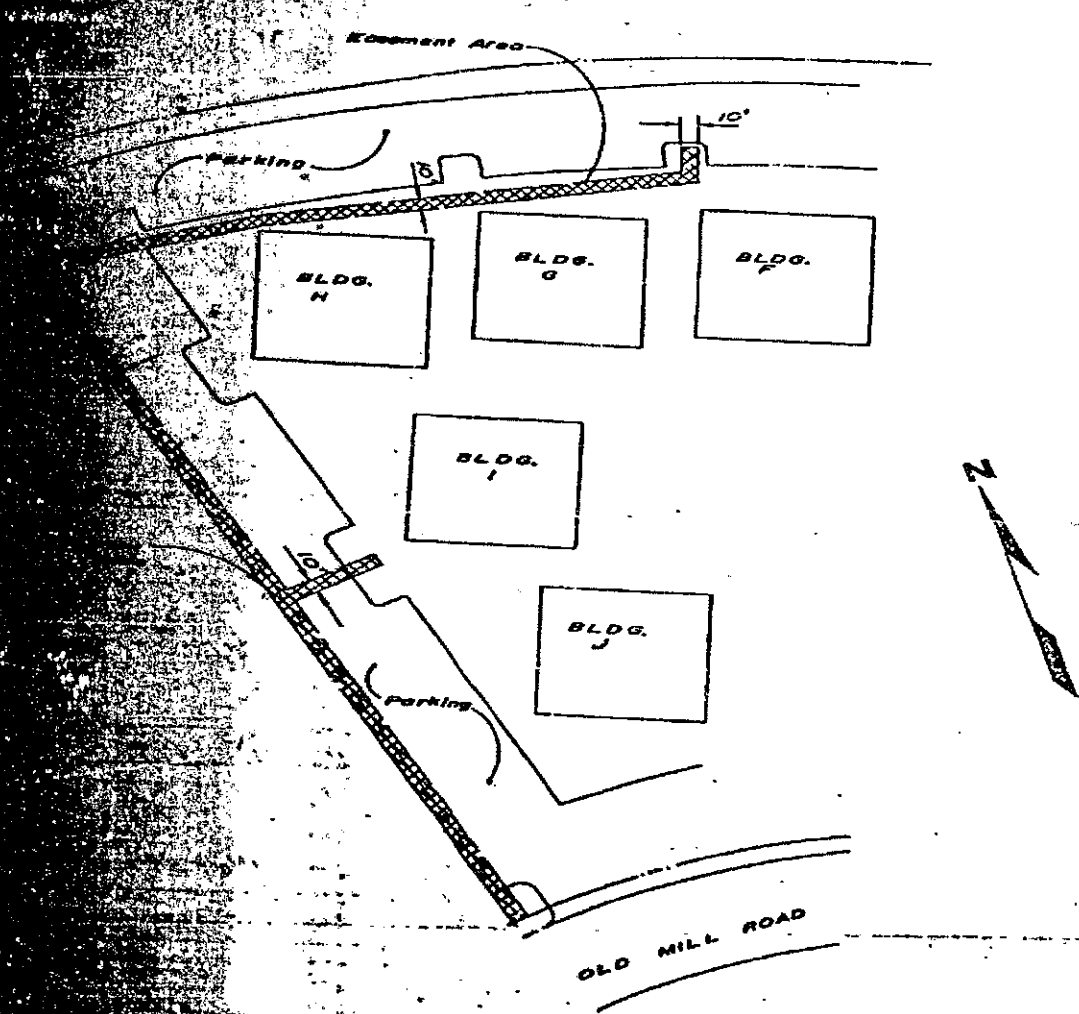 Easement Area
10'
Parking
10'
BLDG.
H
BLDG.
G
BLDG.
F
BLDG.
I
N
10'
BLDG.
J
Parking
OLD MILL ROAD